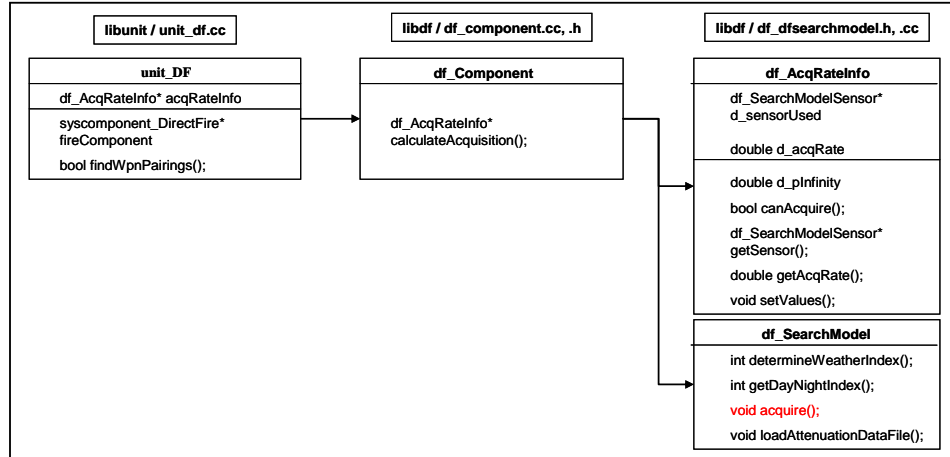 libunit / unit_df.cc
libdf / df_component.cc, .h
libdf / df_dfsearchmodel.h, .cc
unit_DF
df_AcqRateInfo* acqRateInfo
syscomponent_DirectFire*
fireComponent
bool findWpnPairings();
df_Component
df_AcqRateInfo*
calculateAcquisition();
df_AcqRateInfo
df_SearchModelSensor*
d_sensorUsed
double d_acqRate
double d_pInfinity
bool canAcquire();
df_SearchModelSensor*
getSensor();
double getAcqRate();
void setValues();
df_SearchModel
int determineWeatherIndex();
int getDayNightIndex();
void acquire();
void loadAttenuationDataFile();